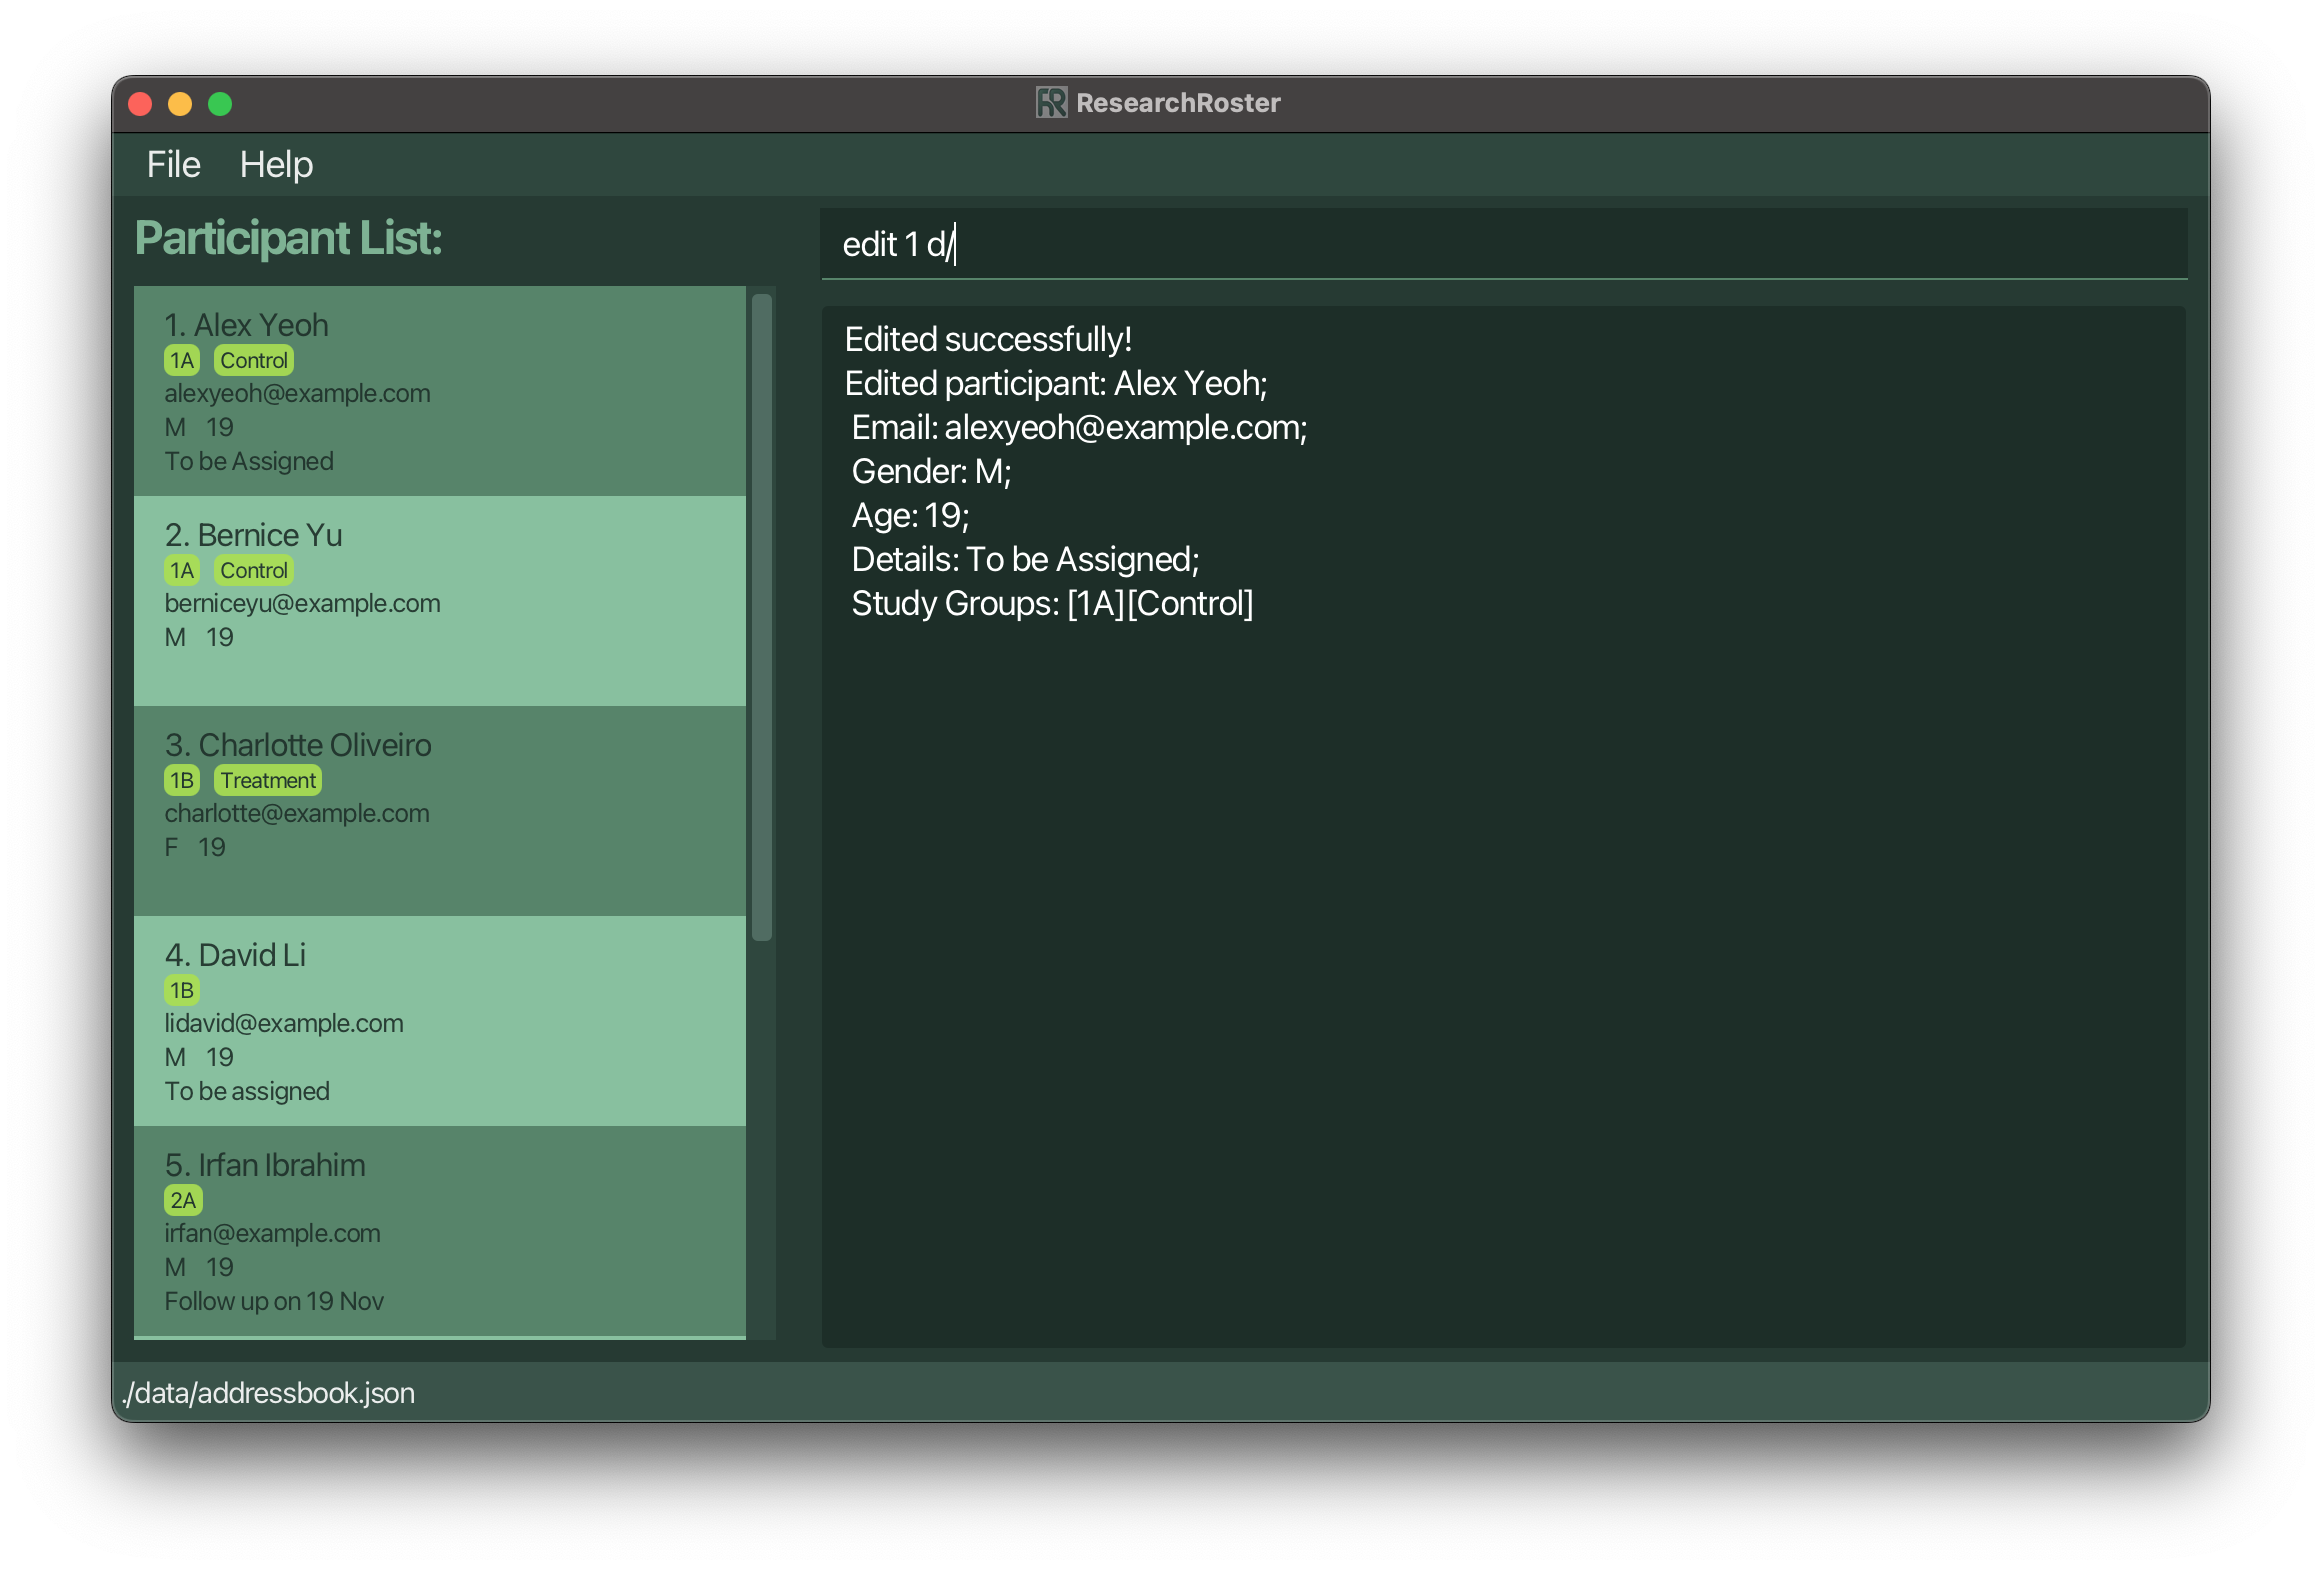 ResearchRoster
File Help
Participant List:
edit 1 d/
1. Alex Yeoh
1A Control
alexyeoh@example.com
M 19
To be Assigned
2. Bernice Yu
1A Control
berniceyu@example.com
M 19
3. Charlotte Oliveiro
1B Treatment
charlotte@example.com
F 19
4. David Li
1B
lidavid@example.com
M 19
To be assigned
5. Irfan Ibrahim
2A
irfan@example.com
M 19
Follow up on 19 Nov
Edited successfully!
Edited participant: Alex Yeoh;
Email: alexyeoh@example.com;
Gender: M;
Age: 19;
Details: To be Assigned;
Study Groups: [1A][Control]
./data/addressbook.json